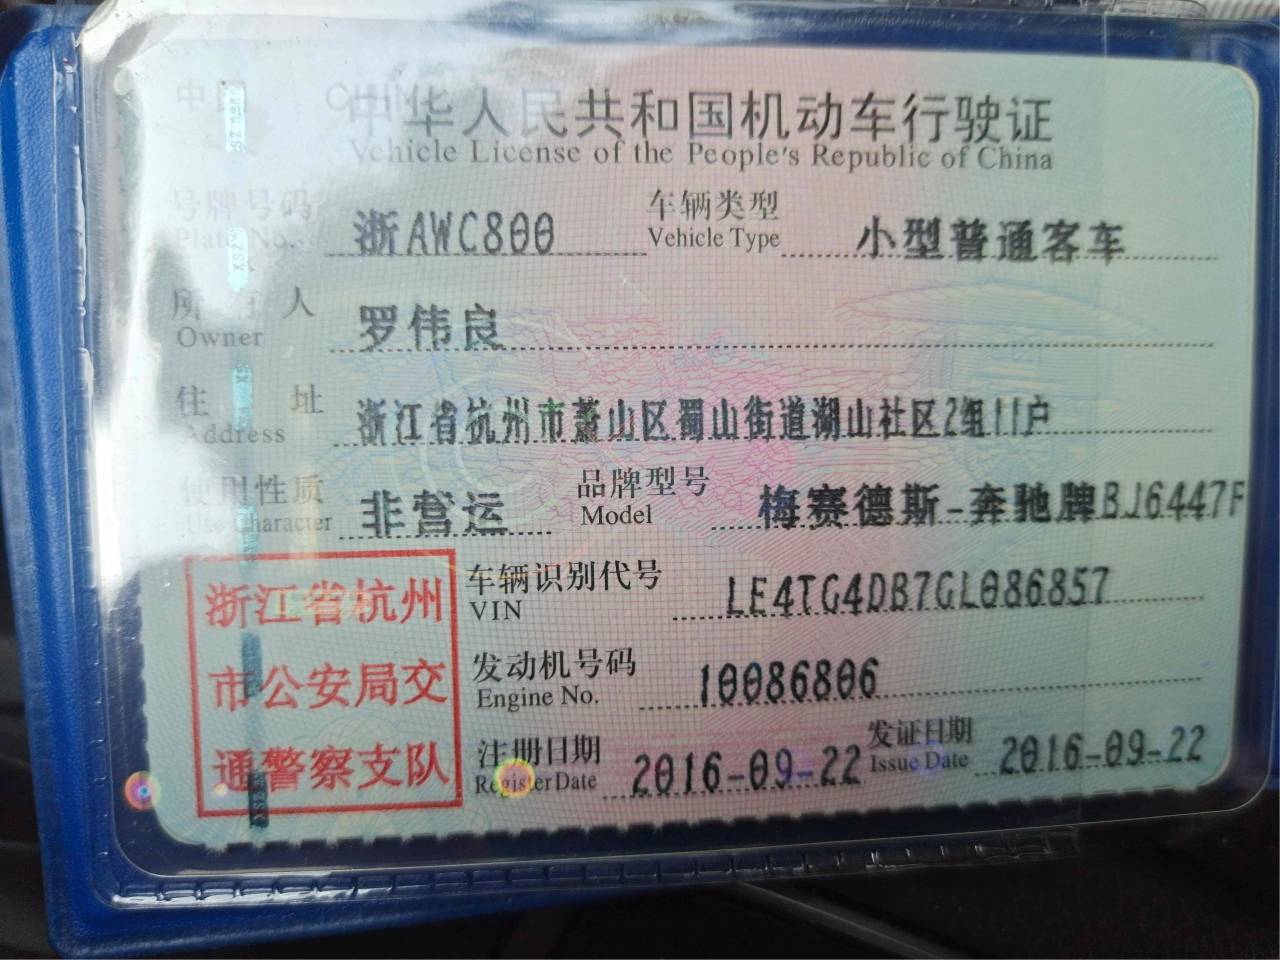 中华人民共和国机动车行驶证
Vehicle License of the People's Republic of China
号牌号码 浙AWC800 车辆类型 小型普通客车
Plate No. Vehicle Type
所有人 罗伟良
Owner
住址 浙江省杭州市萧山区蜀山街道湖山社区2组11户
Address
使用性质 非营运 品牌型号 梅赛德斯-奔驰牌BJ6447F
Use Character Model
浙江省杭州
市公安局交
通警察支队
车辆识别代号 LE4TG4DB7GL086857
VIN
发动机号码 10086806
Engine No.
注册日期 2016-09-22 发证日期 2016-09-22
Register Date Issue Date